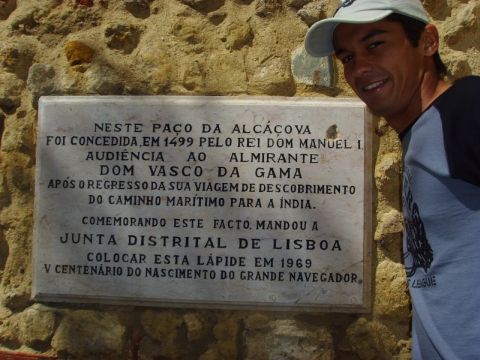 NESTE PAÇO DA ALCÁÇOVA
FOI CONCEDIDA, EM 1499 PELO REI DOM MANUEL I
AUDIÊNCIA AO ALMIRANTE
DOM VASCO DA GAMA
APÓS O REGRESSO DA SUA VIAGEM DE DESCOBRIMENTO
DO CAMINHO MARÍTIMO PARA A ÍNDIA.
COMEMORANDO ESTE FACTO, MANDOU A
JUNTA DISTRITAL DE LISBOA
COLOCAR ESTA LÁPIDE EM 1969
V CENTENÁRIO DO NASCIMENTO DO GRANDE NAVEGADOR
LEAGUE